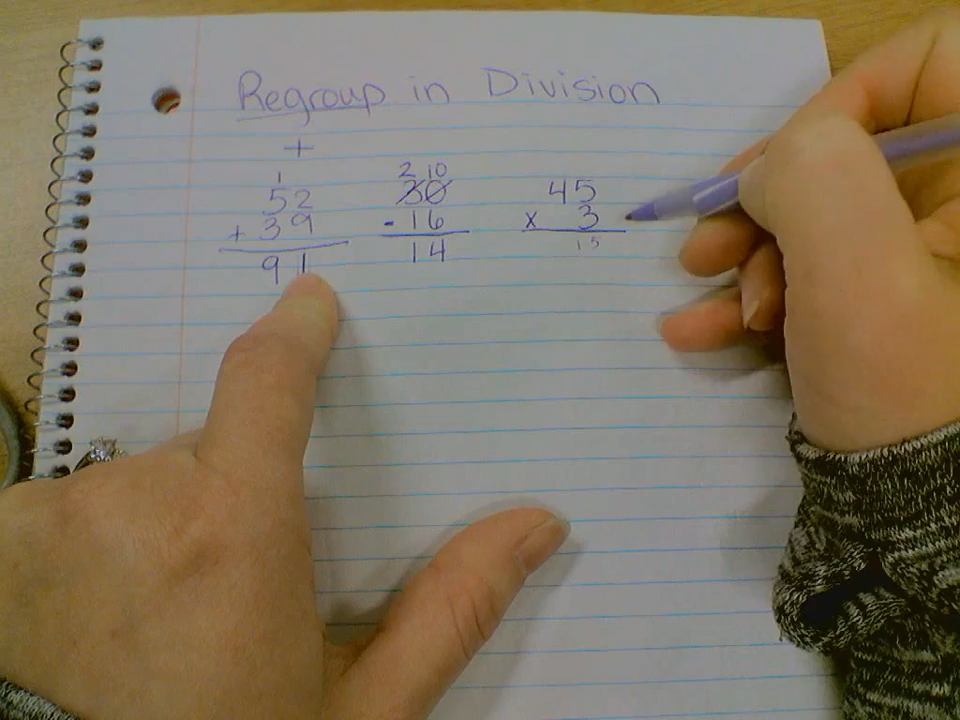 Regroup in Division
+
1 2 10
52 30 45
+ 39 - 16 x 3
91 14 15